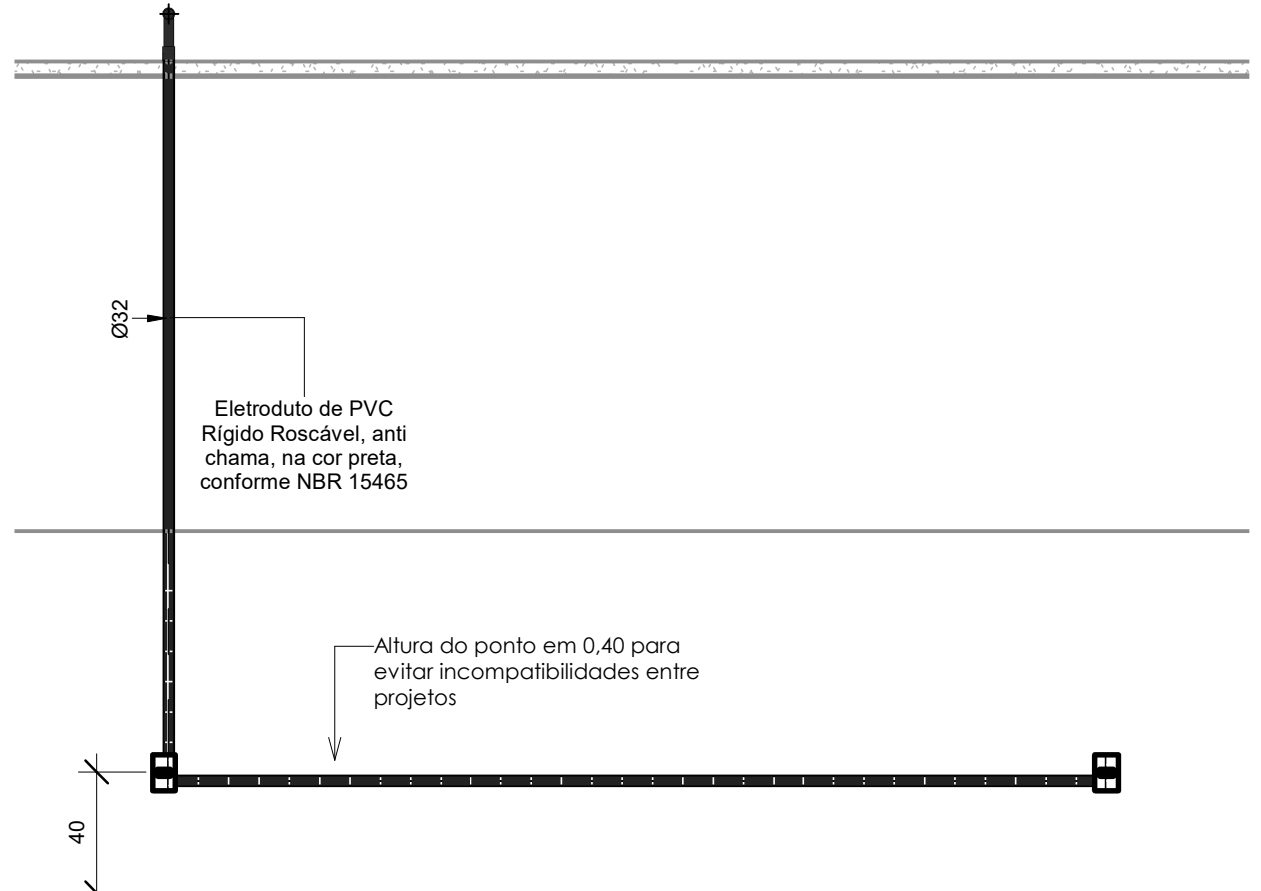 Ø32
Eletroduto de PVC
Rígido Roscável, anti
chama, na cor preta,
conforme NBR 15465
Altura do ponto em 0,40 para
evitar incompatibilidades entre
projetos
40